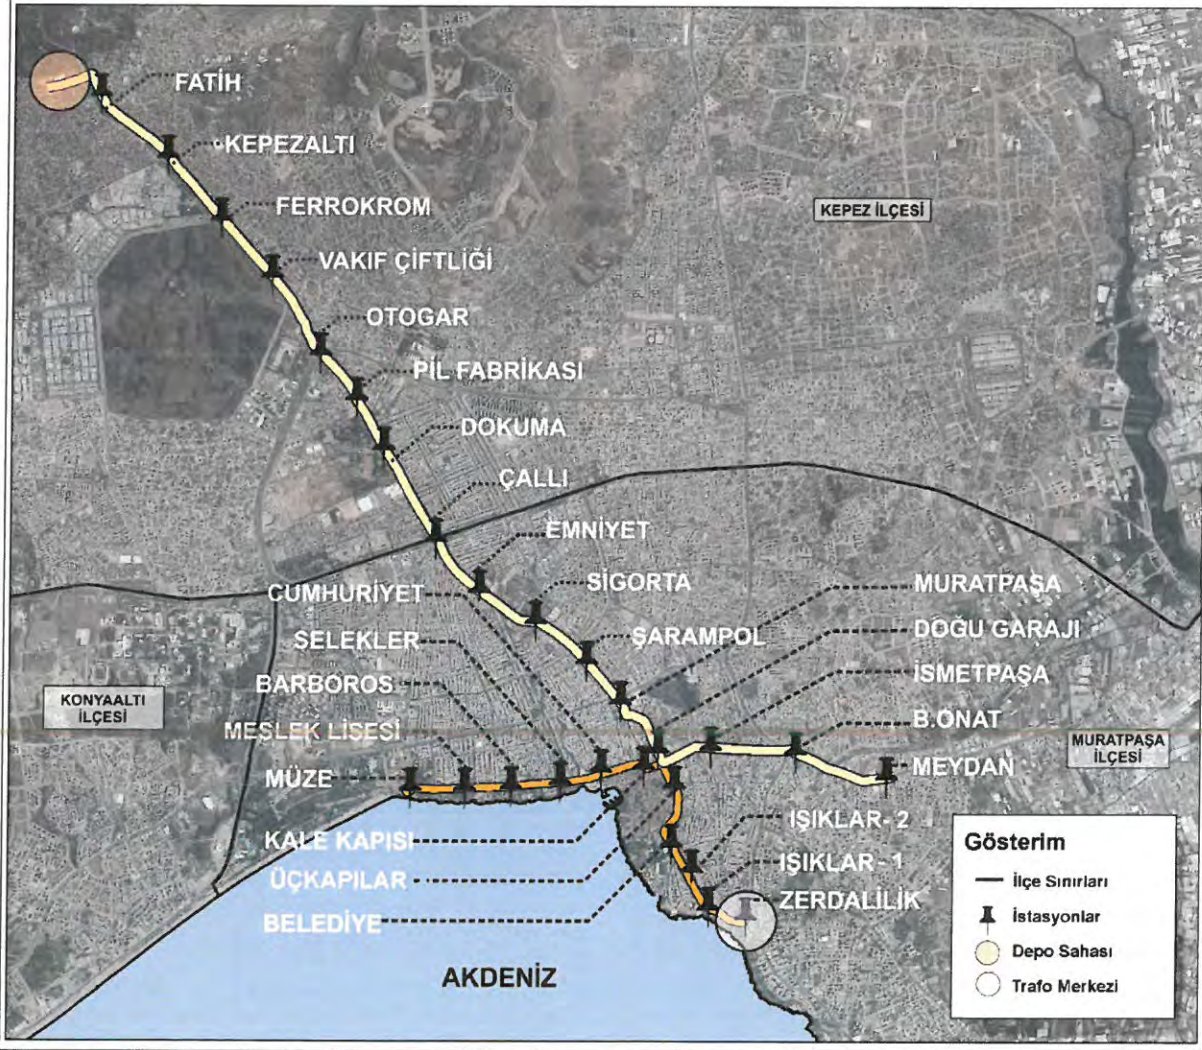 FATİH
KEPEZALTI
FERROKROM
KEPEZ İLÇESİ
VAKIF ÇİFTLİĞİ
OTOGAR
PİL FABRİKASI
DOKUMA
ÇALLI
EMNİYET
SİGORTA
ŞARAMPOL
CUMHURİYET
SELEKLER
BARBOROS
MESLEK LİSESİ
MÜZE
MURATPAŞA
DOĞU GARAJI
İSMETPAŞA
B.ONAT
MEYDAN
KONYAALTI
İLÇESİ
MURATPAŞA
İLÇESİ
KALE KAPISI
ÜÇKAPILAR
BELEDİYE
IŞIKLAR- 2
IŞIKLAR - 1
ZERDALİLİK
AKDENİZ
Gösterim
İlçe Sınırları
İstasyonlar
Depo Sahası
Trafo Merkezi